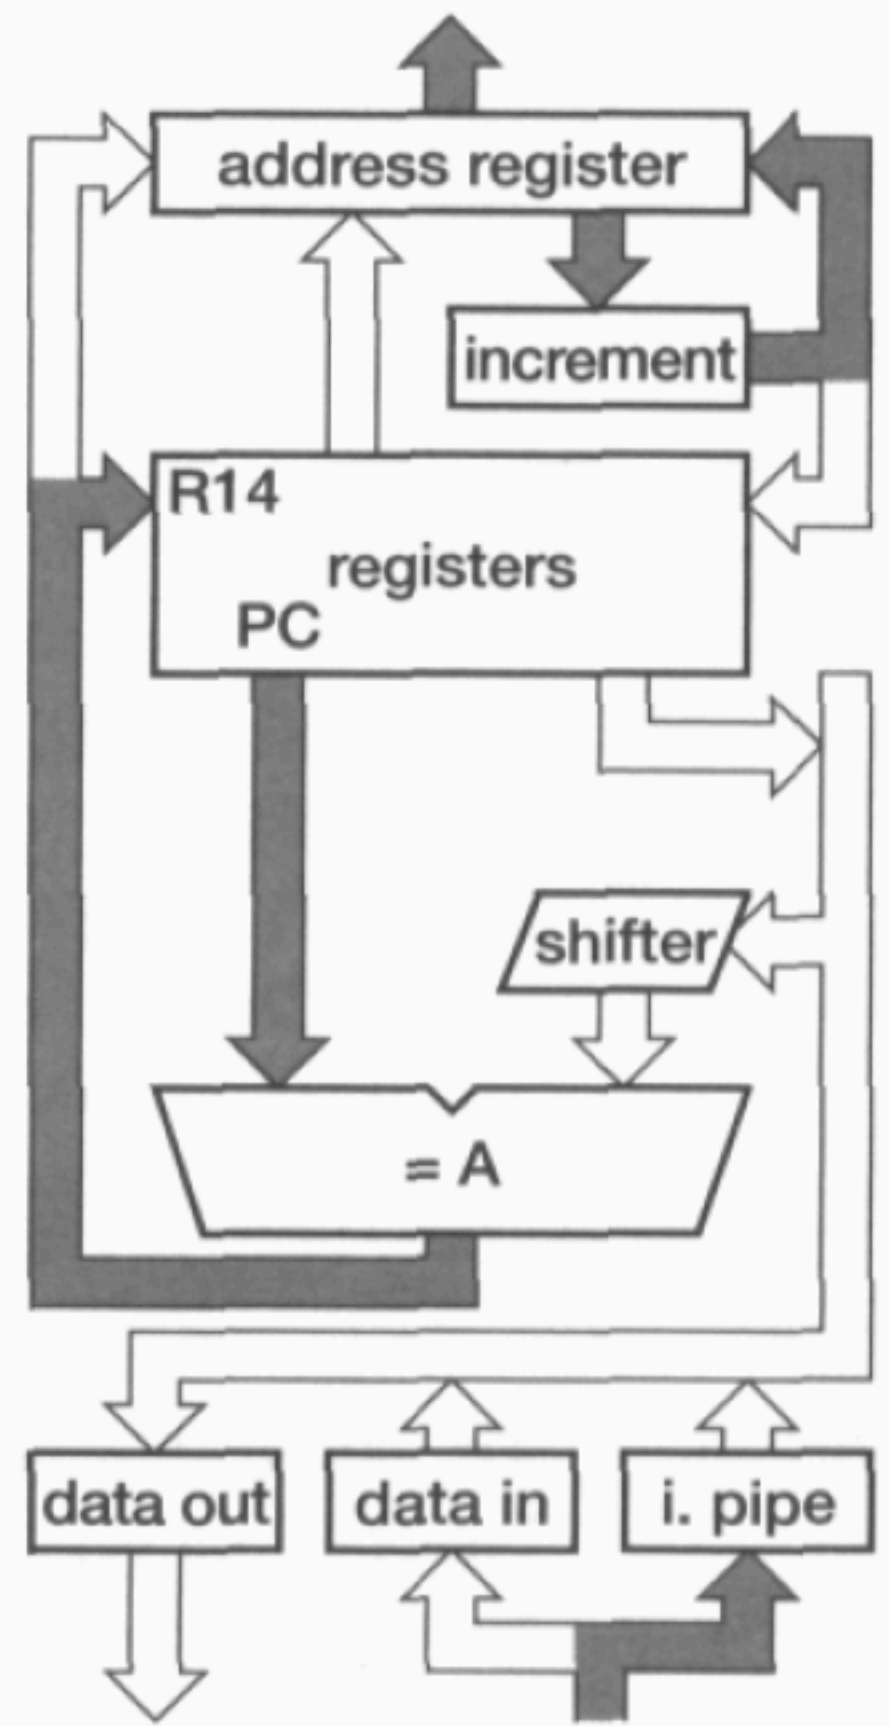 address register
increment
R14
registers
PC
shifter
= A
data out
data in
i. pipe